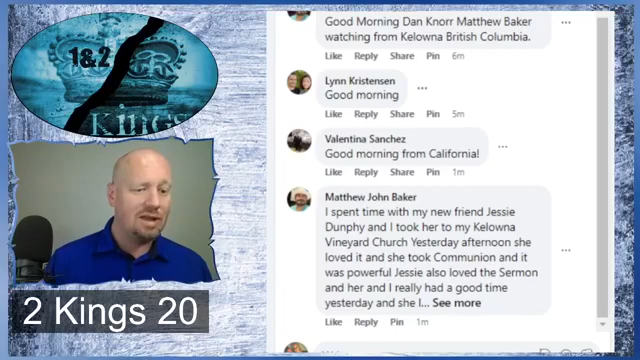 1&2
Kings
2 Kings 20
Good Morning Dan Knorr Matthew Baker
watching from Kelowna British Columbia.
Like Reply Share Pin 6m
Lynn Kristensen
Good morning
Like Reply Share Pin 5m
Valentina Sanchez
Good morning from California!
Like Reply Share Pin 1m
Matthew John Baker
I spent time with my new friend Jessie
Dunphy and I took her to my Kelowna
Vineyard Church Yesterday afternoon she
loved it and she took Communion and it
was powerful Jessie also loved the Sermon
and her and I really had a good time
yesterday and she l... See more
Like Reply Pin 1m